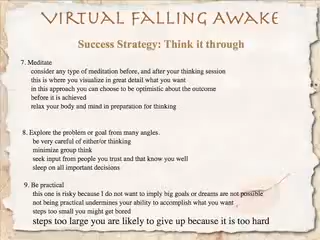 VIRTUAL FALLING AWAKE
Success Strategy: Think it through
7. Meditate
consider any type of meditation before, and after your thinking session
this is where you visualize in great detail what you want
in this approach you can choose to be optimistic about the outcome
before it is achieved
relax your body and mind in preparation for thinking
8. Explore the problem or goal from many angles.
be very careful of either/or thinking
minimize group think
seek input from people you trust and that know you well
sleep on all important decisions
9. Be practical
this one is risky because I do not want to imply big goals or dreams are not possible
not being practical undermines your ability to accomplish what you want
steps too small you might get bored
steps too large you are likely to give up because it is too hard